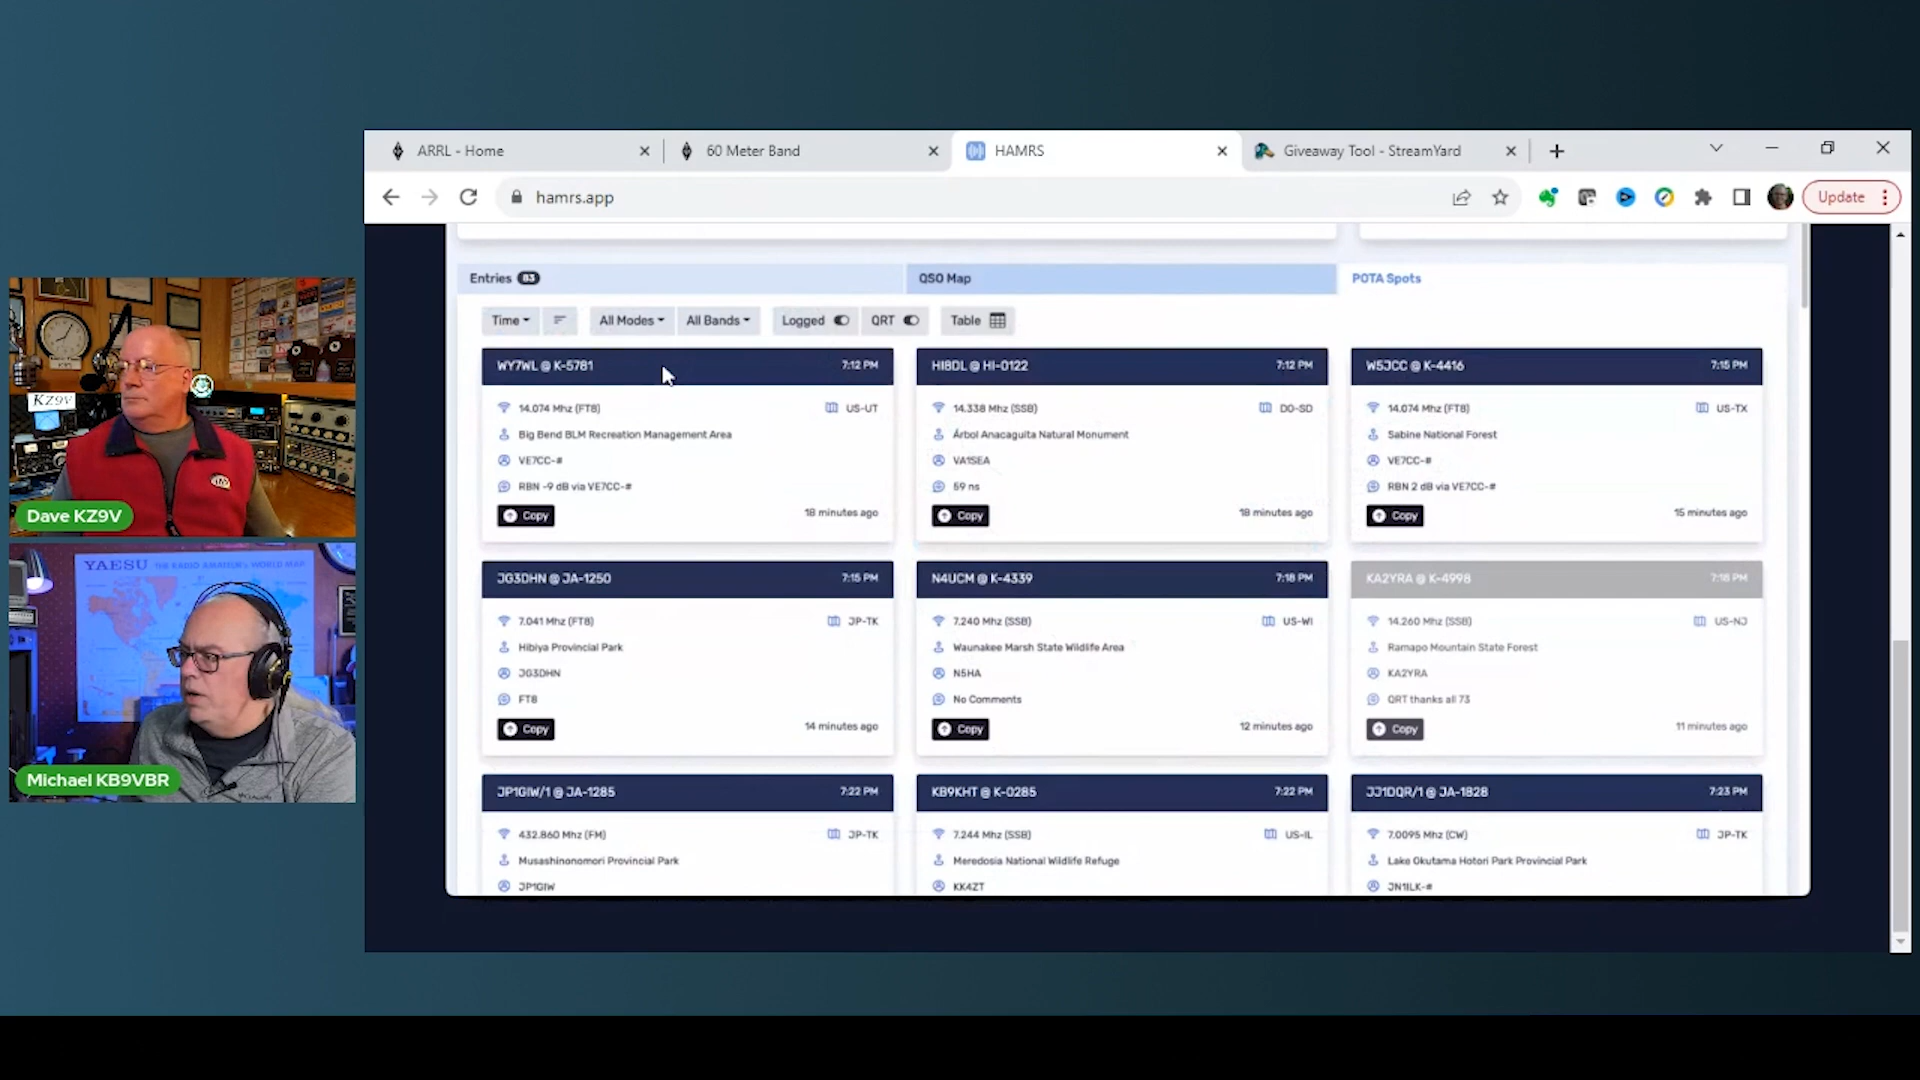 ARRL - Home
60 Meter Band
HAMRS
Giveaway Tool - StreamYard
hamrs.app
Update
Entries 83
QSO Map
POTA Spots
Time
All Modes
All Bands
Logged
QRT
Table
WY7WL @ K-5781 7:12 PM
14.074 Mhz (FT8) US-UT
Big Bend BLM Recreation Management Area
VE7CC-#
RBN -9 dB via VE7CC-#
Copy 18 minutes ago
HI8DL @ HI-0122 7:12 PM
14.338 Mhz (SSB) DO-SD
Árbol Anacaguita Natural Monument
VA1SEA
59 ns
Copy 18 minutes ago
W5JCC @ K-4416 7:15 PM
14.074 Mhz (FT8) US-TX
Sabine National Forest
VE7CC-#
RBN 2 dB via VE7CC-#
Copy 15 minutes ago
JG3DHN @ JA-1250 7:15 PM
7.041 Mhz (FT8) JP-TK
Hibiya Provincial Park
JG3DHN
FT8
Copy 14 minutes ago
N4UCM @ K-4339 7:18 PM
7.240 Mhz (SSB) US-WI
Waunakee Marsh State Wildlife Area
N5HA
No Comments
Copy 12 minutes ago
KA2YRA @ K-4998 7:18 PM
14.260 Mhz (SSB) US-NJ
Ramapo Mountain State Forest
KA2YRA
QRT thanks all 73
Copy 11 minutes ago
JP1GIW/1 @ JA-1285 7:22 PM
432.860 Mhz (FM) JP-TK
Musashinonomori Provincial Park
JP1GIW
KB9KHT @ K-0285 7:22 PM
7.244 Mhz (SSB) US-IL
Meredosia National Wildlife Refuge
KK4ZT
JJ1DQR/1 @ JA-1828 7:23 PM
7.0095 Mhz (CW) JP-TK
Lake Okutama Hotori Park Provincial Park
JN1ILK-#
KZ9V
Dave KZ9V
YAESU THE RADIO AMATEUR'S WORLD MAP
Michael KB9VBR